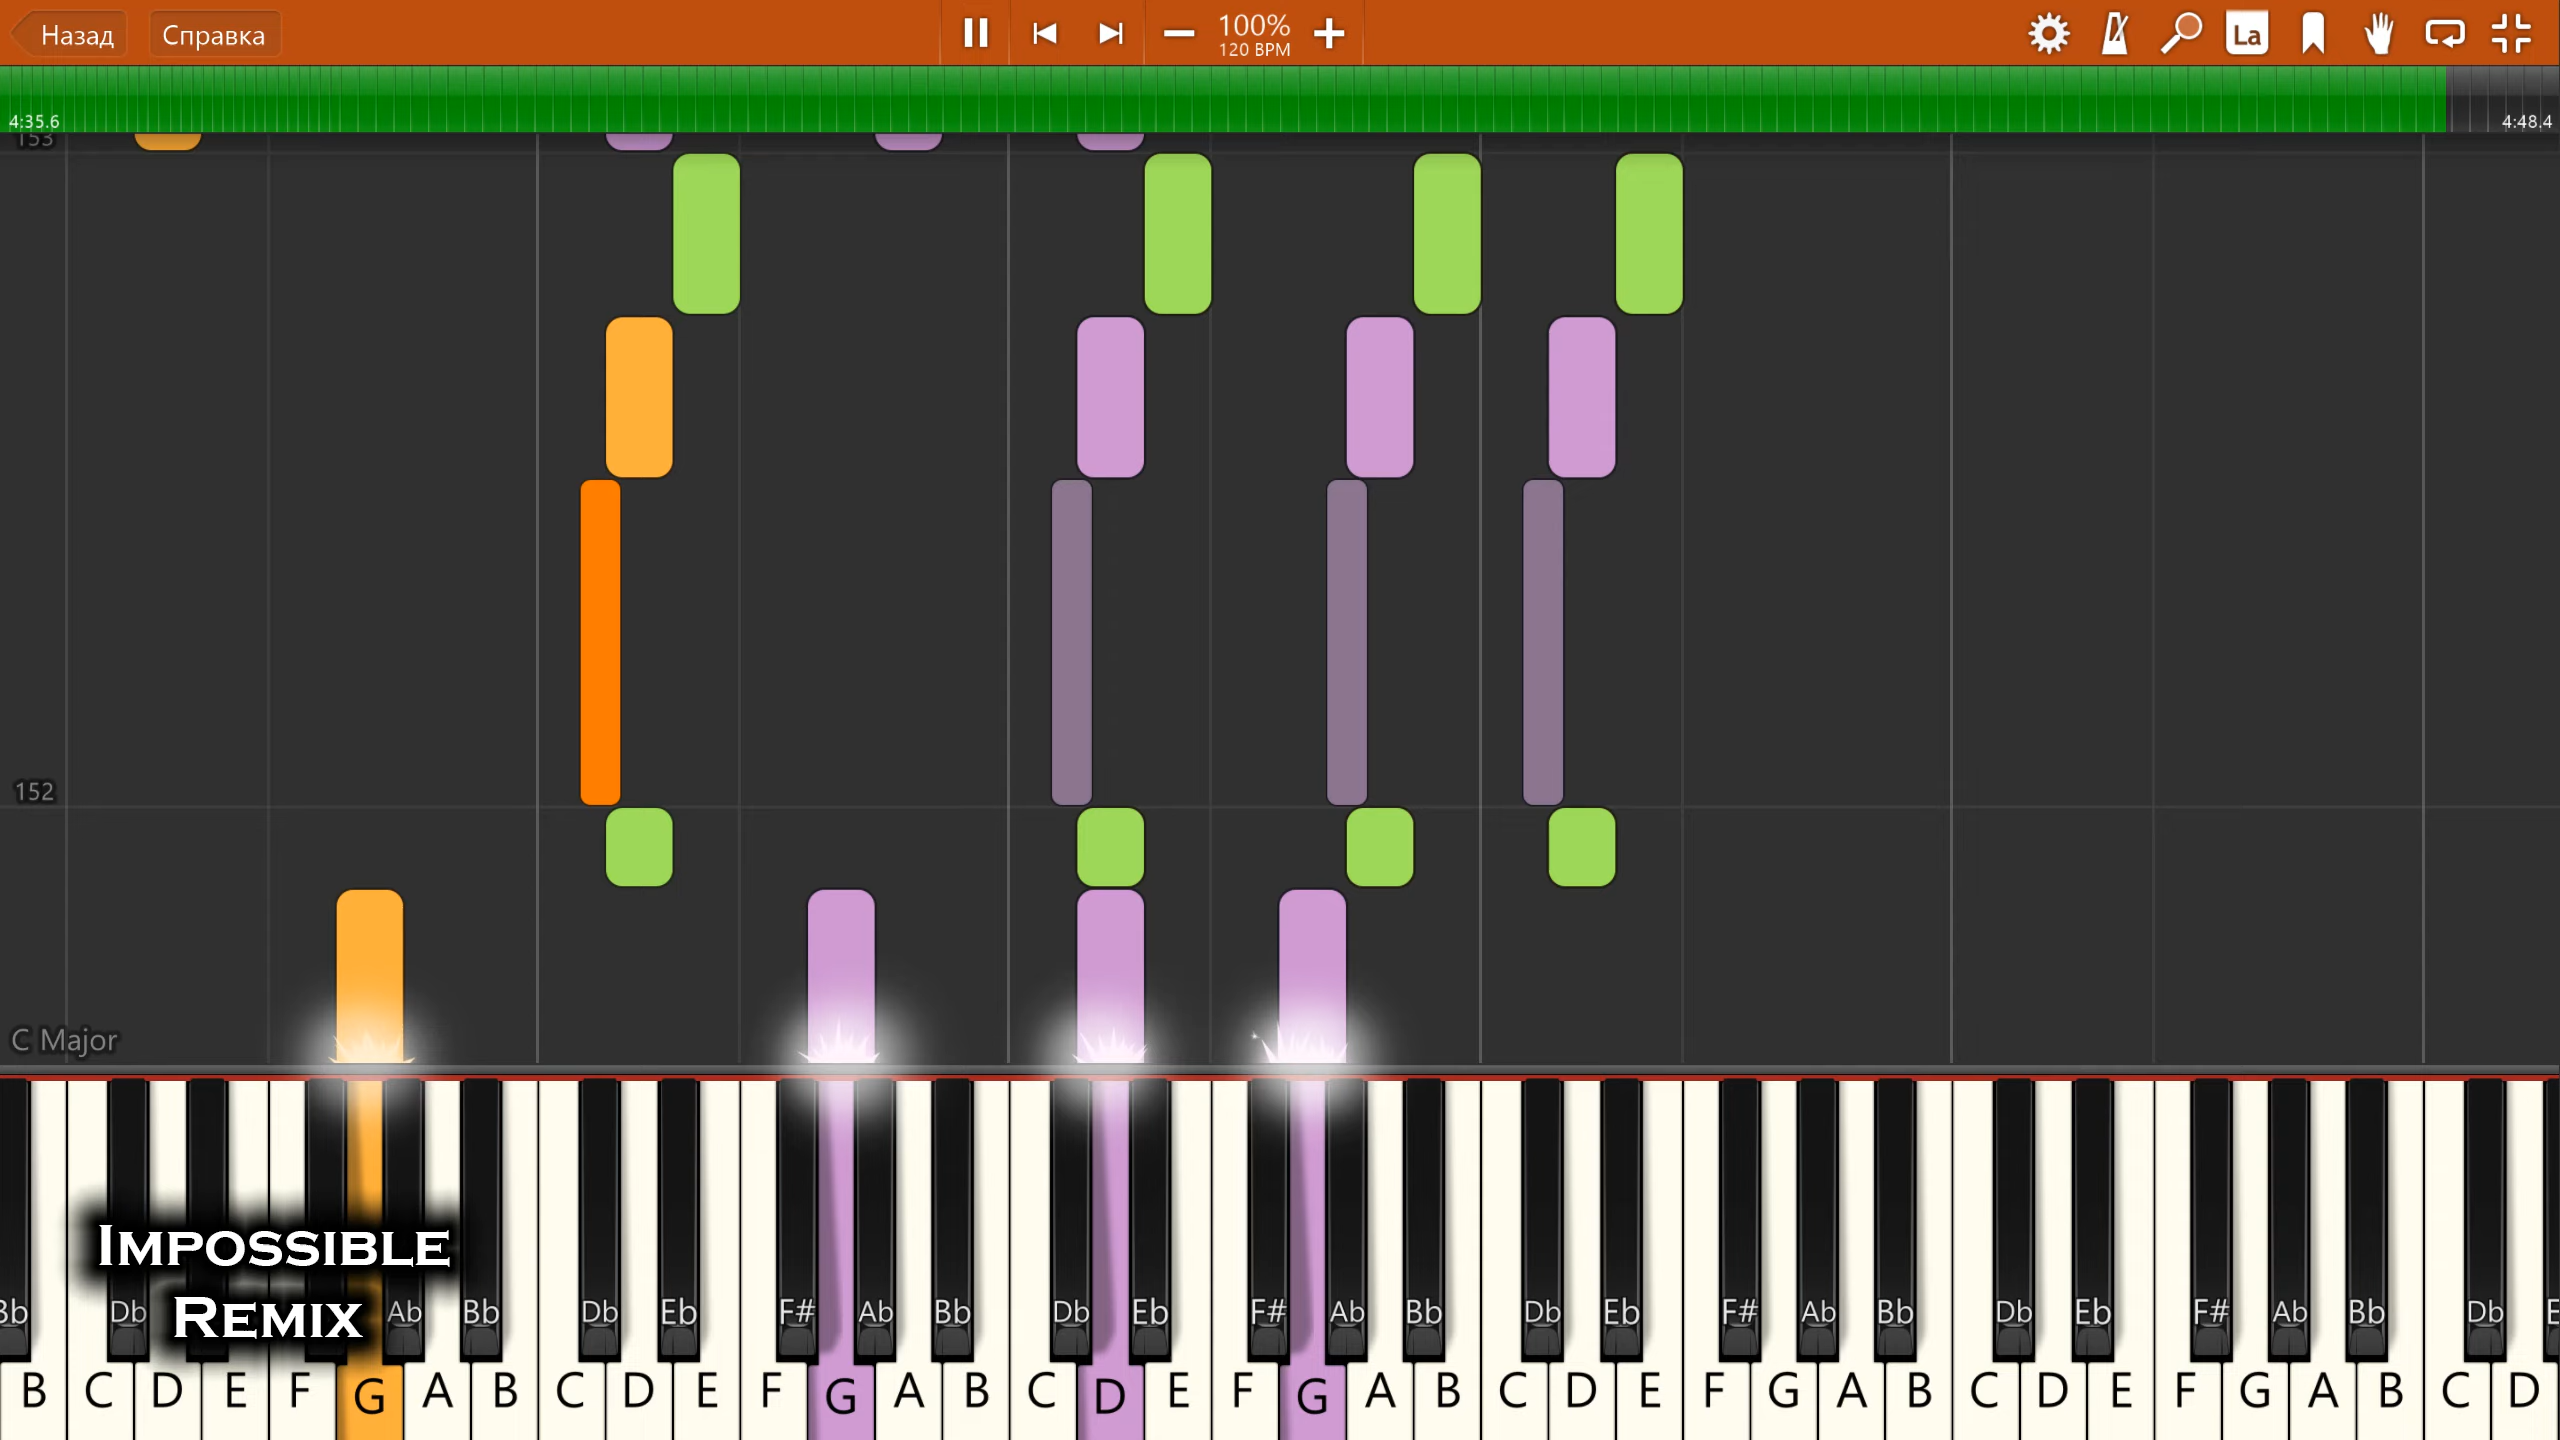 Назад Справка 100%
120 BPM
La
4:35.6 4:48.4
153
152
C Major
Impossible
Remix
Bb Db Ab Bb Db Eb F# Ab Bb Db Eb F# Ab Bb Db Eb F# Ab Bb Db Eb F# Ab Bb Db E
B C D E F G A B C D E F G A B C D E F G A B C D E F G A B C D E F G A B C D